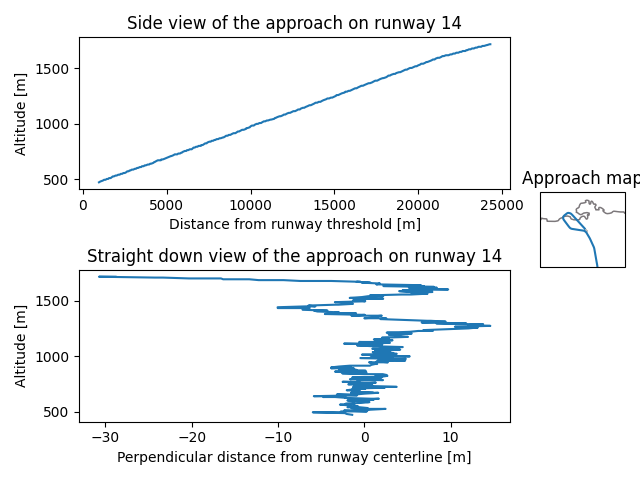 Side view of the approach on runway 14
Altitude [m]
1500
1000
500
0
5000
10000
15000
20000
25000
Distance from runway threshold [m]
Approach map
Straight down view of the approach on runway 14
Altitude [m]
1500
1000
500
−30
−20
−10
0
10
Perpendicular distance from runway centerline [m]